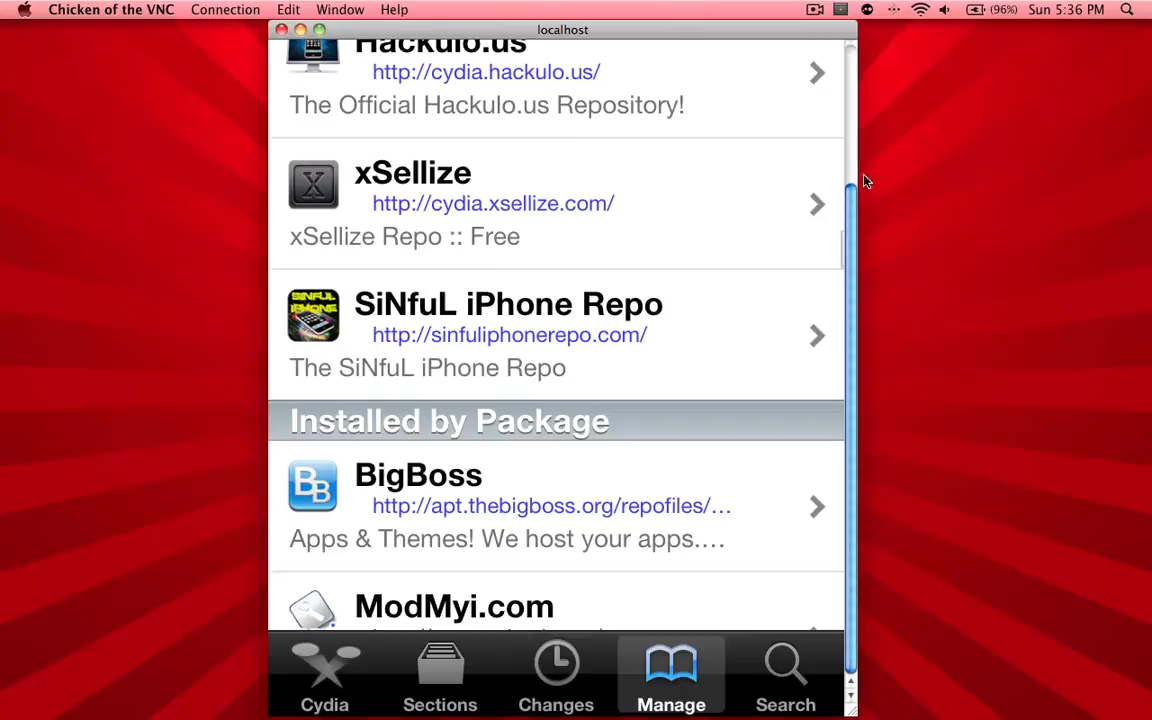 Chicken of the VNC Connection Edit Window Help (96%) Sun 5:36 PM
localhost
Hackulo.us
http://cydia.hackulo.us/
The Official Hackulo.us Repository!
X
xSellize
http://cydia.xsellize.com/
xSellize Repo :: Free
SINFUL
IPHONE
SiNfuL iPhone Repo
http://sinfuliphonerepo.com/
The SiNfuL iPhone Repo
Installed by Package
BB
BigBoss
http://apt.thebigboss.org/repofiles/…
Apps & Themes! We host your apps.…
ModMyi.com
Cydia Sections Changes Manage Search